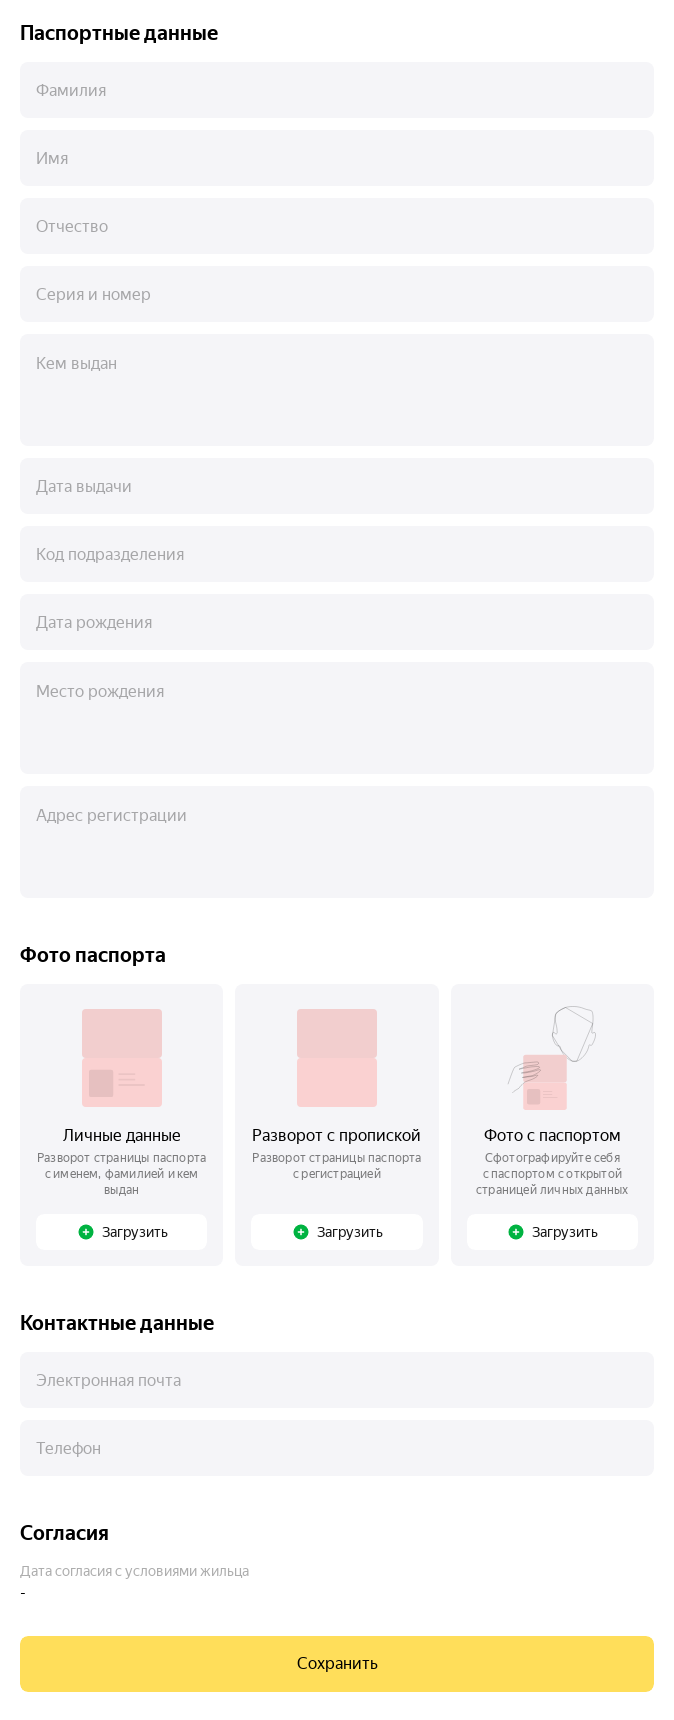 Паспортные данные
Фамилия
Имя
Отчество
Серия и номер
Кем выдан
Дата выдачи
Код подразделения
Дата рождения
Место рождения
Адрес регистрации
Фото паспорта
Личные данные
Разворот страницы паспорта
с именем, фамилией и кем
выдан
Загрузить
Разворот с пропиской
Разворот страницы паспорта
с регистрацией
Загрузить
Фото с паспортом
Сфотографируйте себя
с паспортом с открытой
страницей личных данных
Загрузить
Контактные данные
Электронная почта
Телефон
Согласия
Дата согласия с условиями жильца
-
Сохранить